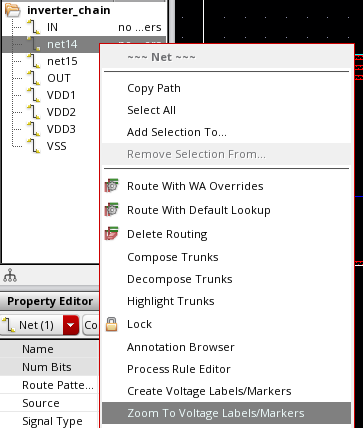 inverter_chain
IN no ...ers
net14 no ...ers
net15
OUT
VDD1
VDD2
VDD3
VSS
~~~ Net ~~~
Copy Path
Select All
Add Selection To...
Remove Selection From...
Route With WA Overrides
Route With Default Lookup
Delete Routing
Compose Trunks
Decompose Trunks
Highlight Trunks
Lock
Annotation Browser
Process Rule Editor
Create Voltage Labels/Markers
Zoom To Voltage Labels/Markers
Property Editor
Net (1) Co
Name
Num Bits
Route Patte...
Source
Signal Type